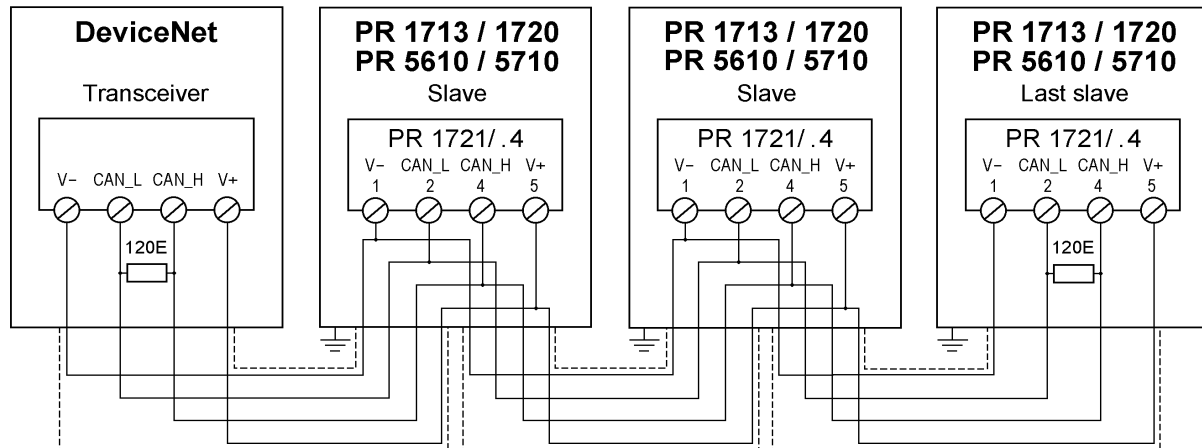 DeviceNet
Transceiver
V– CAN_L CAN_H V+
120E
PR 1713 / 1720
PR 5610 / 5710
Slave
PR 1721/ .4
V– CAN_L CAN_H V+
1 2 4 5
PR 1713 / 1720
PR 5610 / 5710
Slave
PR 1721/ .4
V– CAN_L CAN_H V+
1 2 4 5
PR 1713 / 1720
PR 5610 / 5710
Last slave
PR 1721/ .4
V– CAN_L CAN_H V+
1 2 4 5
120E